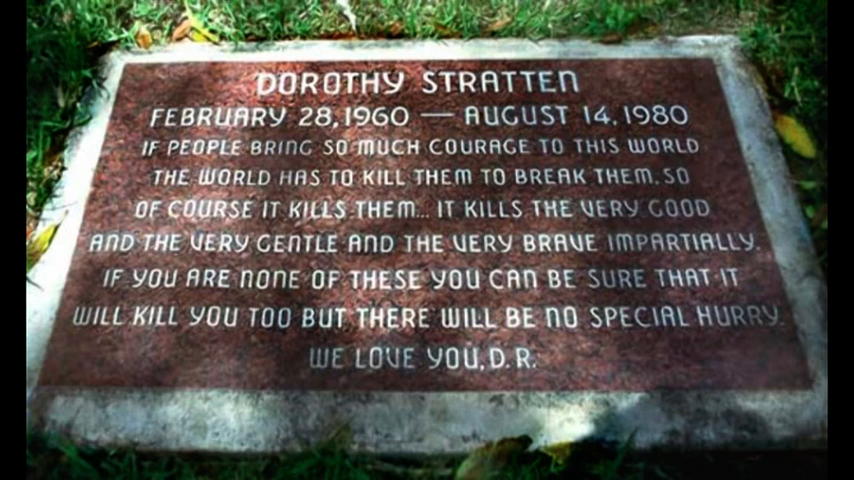 DOROTHY STRATTEN
FEBRUARY 28, 1960 — AUGUST 14, 1980
IF PEOPLE BRING SO MUCH COURAGE TO THIS WORLD
THE WORLD HAS TO KILL THEM TO BREAK THEM, SO
OF COURSE IT KILLS THEM... IT KILLS THE VERY GOOD
AND THE VERY GENTLE AND THE VERY BRAVE IMPARTIALLY.
IF YOU ARE NONE OF THESE YOU CAN BE SURE THAT IT
WILL KILL YOU TOO BUT THERE WILL BE NO SPECIAL HURRY.
WE LOVE YOU, D. R.